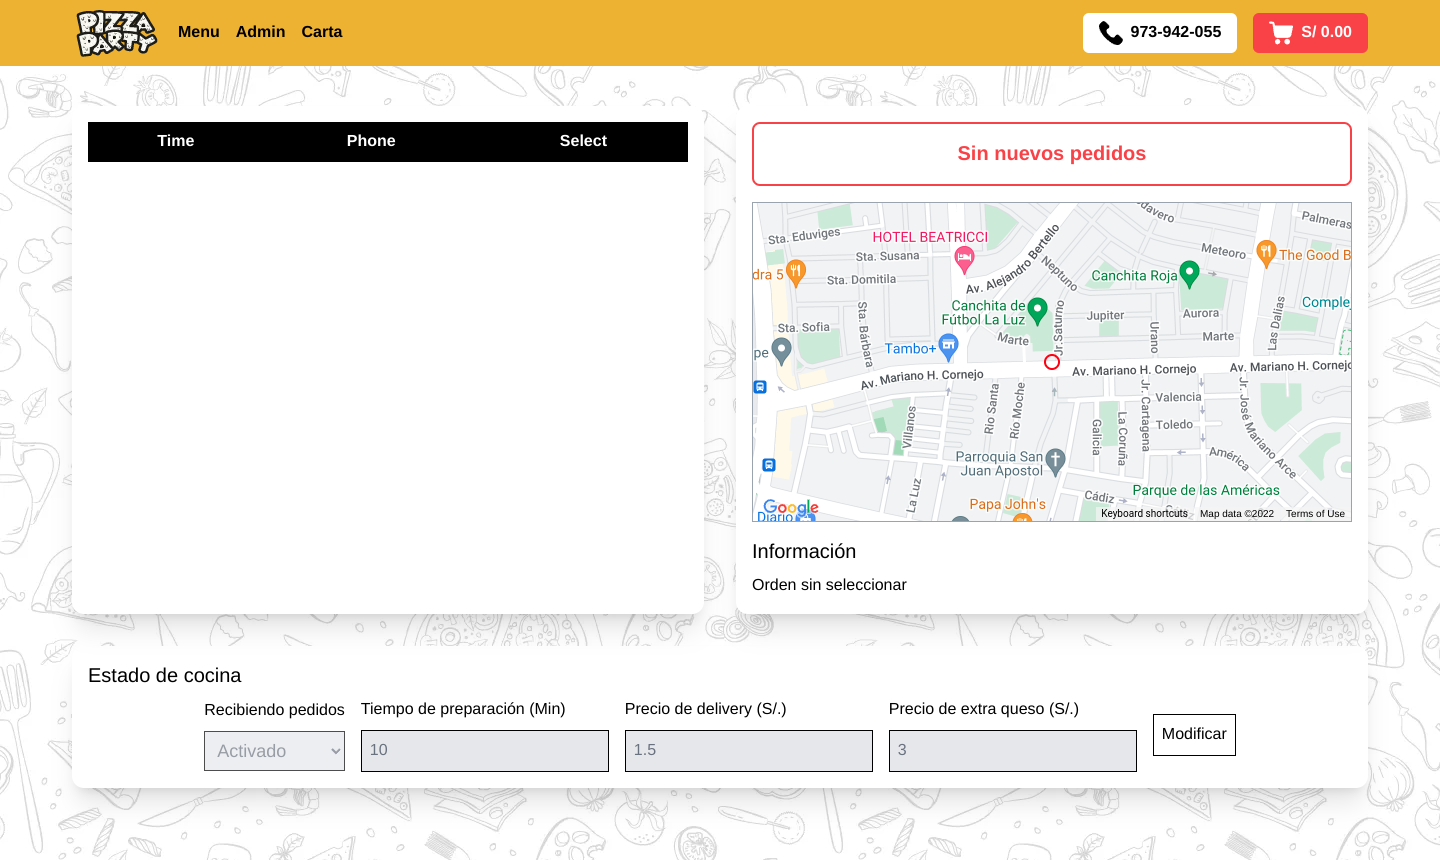 PIZZA
PARTY
Menu Admin Carta
973-942-055
S/ 0.00
Time Phone Select
Sin nuevos pedidos
Sta. Eduviges
HOTEL BEATRICCI
Sta. Susana
Av. Alejandro Bertello
Palmeras
Meteoro
The Good B
dra 5
Sta. Domitila
Neptuno
Canchita Roja
Canchita de
Fútbol La Luz
Comple
Sta. Sofia
Sta. Bárbara
Marte
Jr. Saturno
Jupiter
Urano
Aurora
Marte
Las Dalias
pe
Tambo+
Av. Mariano H. Cornejo
Av. Mariano H. Cornejo
Av. Mariano H. Cornejo
Villanos
Río Santa
Río Moche
Galicia
La Coruña
Jr. Cartagena
Valencia
Toledo
Jr. José Mariano Arce
América
Parroquia San
Juan Apostol
La Luz
Papa John's
Cádiz
Parque de las Américas
Diario
Google
Keyboard shortcuts Map data ©2022 Terms of Use
Información
Orden sin seleccionar
Estado de cocina
Recibiendo pedidos Tiempo de preparación (Min) Precio de delivery (S/.) Precio de extra queso (S/.)
Activado 10 1.5 3 Modificar